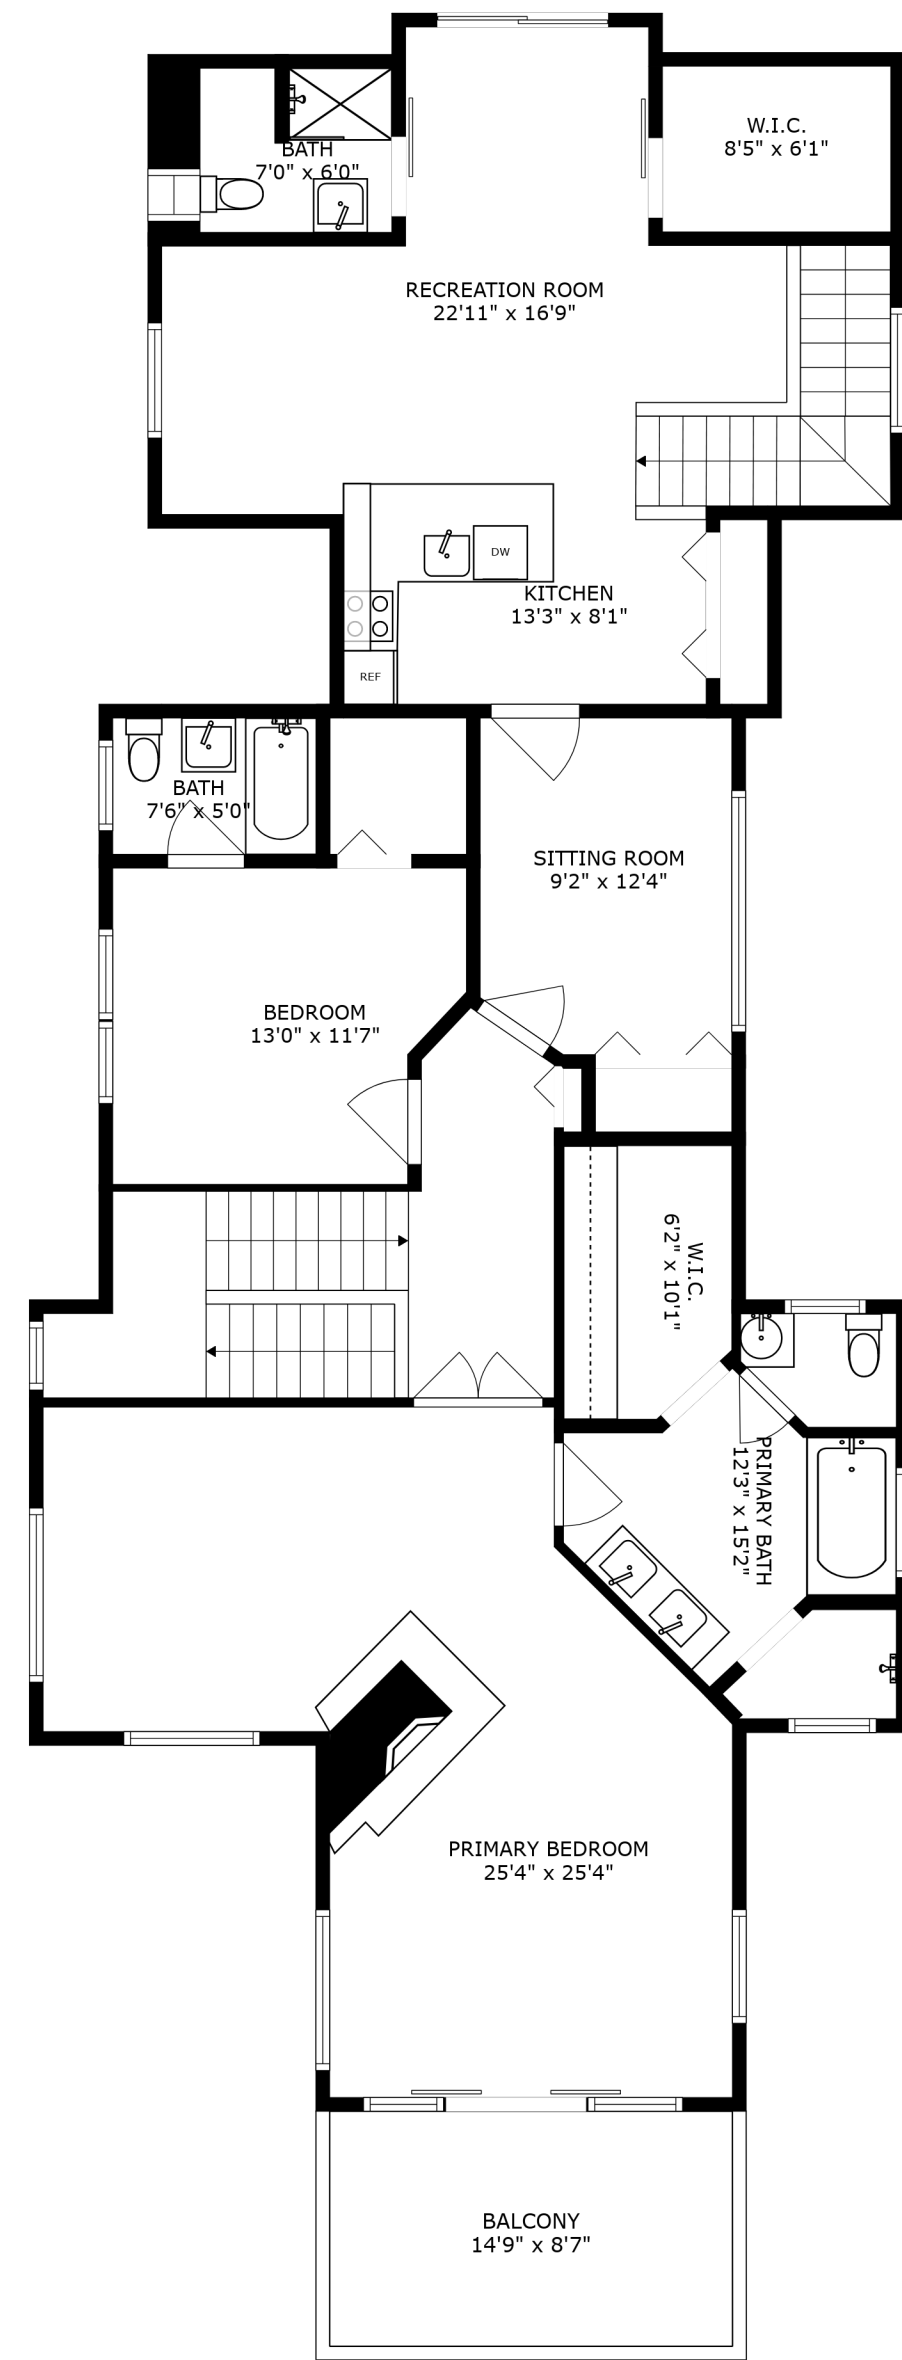 W.I.C.
8'5" x 6'1"
BATH
7'0" x 6'0"
RECREATION ROOM
22'11" x 16'9"
DW
KITCHEN
13'3" x 8'1"
REF
BATH
7'6" x 5'0"
SITTING ROOM
9'2" x 12'4"
BEDROOM
13'0" x 11'7"
W.I.C.
6'2" x 10'1"
PRIMARY BATH
12'3" x 15'2"
PRIMARY BEDROOM
25'4" x 25'4"
BALCONY
14'9" x 8'7"